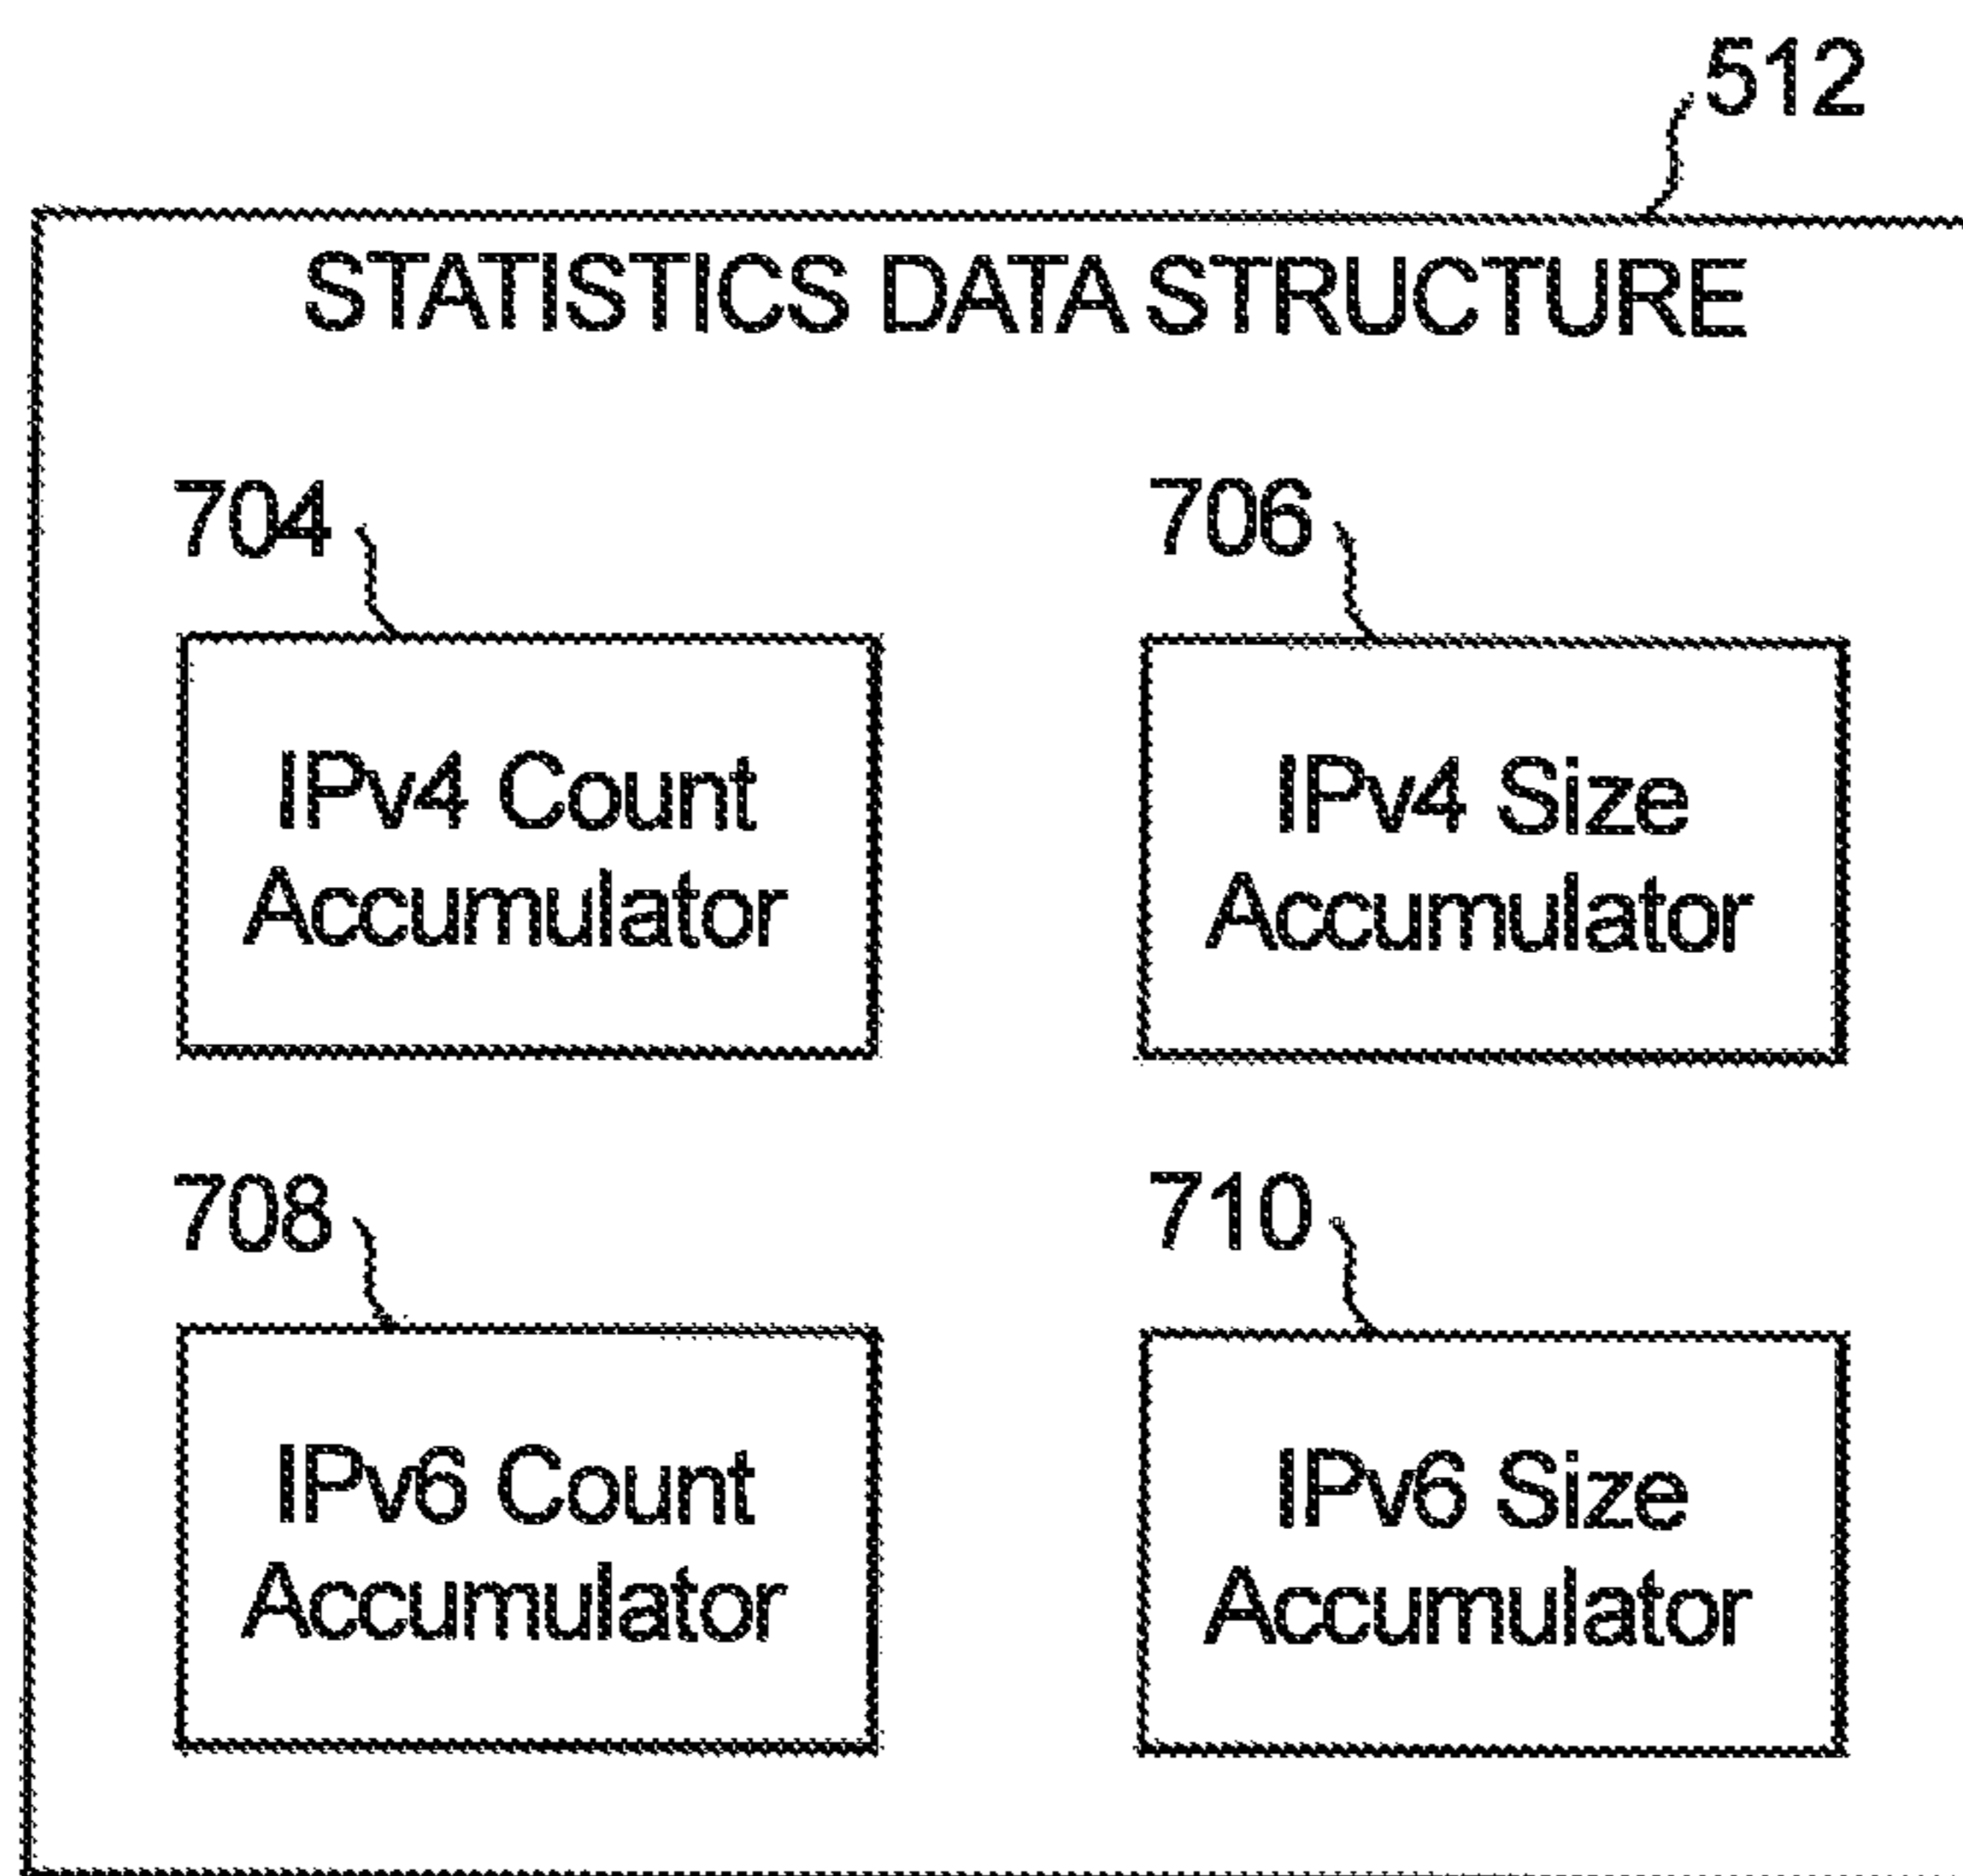 512
STATISTICS DATA STRUCTURE
704
706
IPv4 Count
Accumulator
IPv4 Size
Accumulator
708
710
IPv6 Count
Accumulator
IPv6 Size
Accumulator